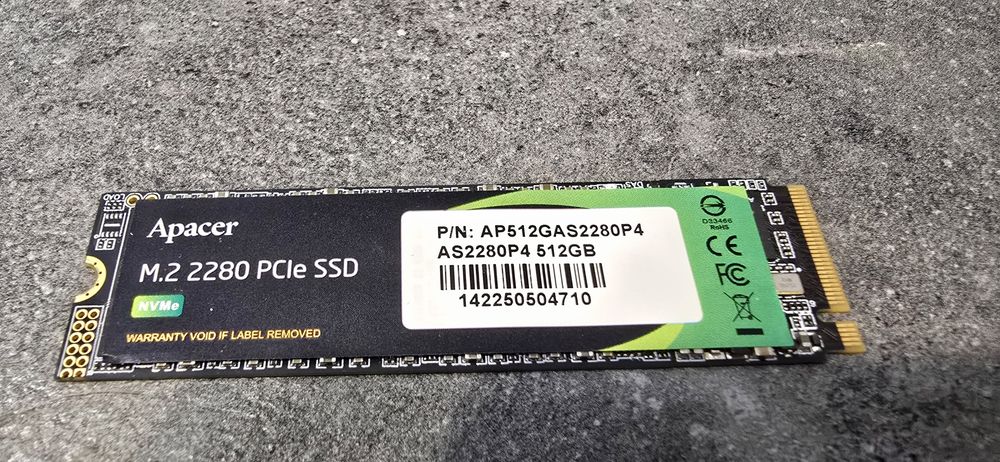 Apacer
M.2 2280 PCIe SSD
NVMe
WARRANTY VOID IF LABEL REMOVED
P/N: AP512GAS2280P4
AS2280P4 512GB
142250504710
D33466
RoHS
CE
FC